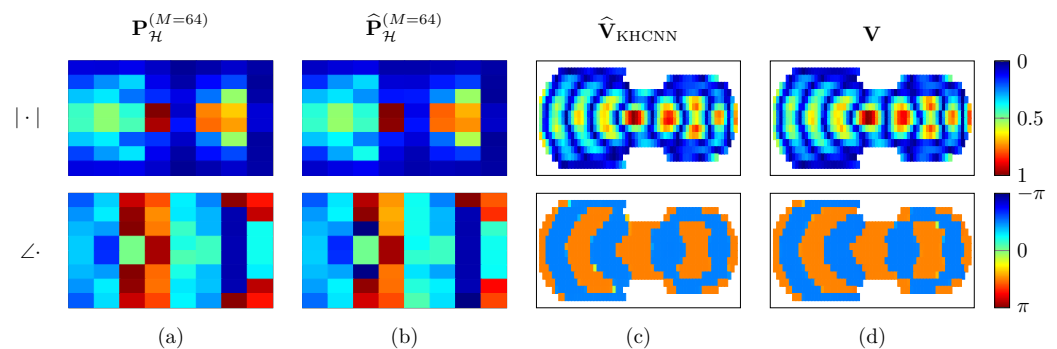 P_H^(M=64) P̂_H^(M=64) V̂_KHCNN V
|·| 0
0.5
1
∠· −π
0
π
(a) (b) (c) (d)